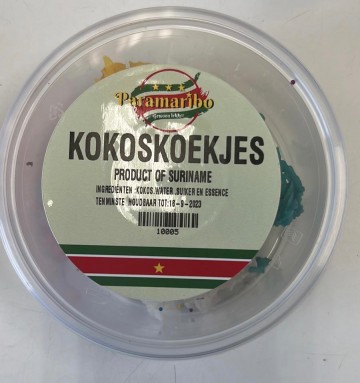 Paramaribo
KOKOSKOEKJES
PRODUCT OF SURINAME
INGREDIENTEN :KOKOS,WATER ,SUIKER EN ESSENCE
TEN MINSTE HOUDBAAR TOT:18 - 9 - 2023
10005